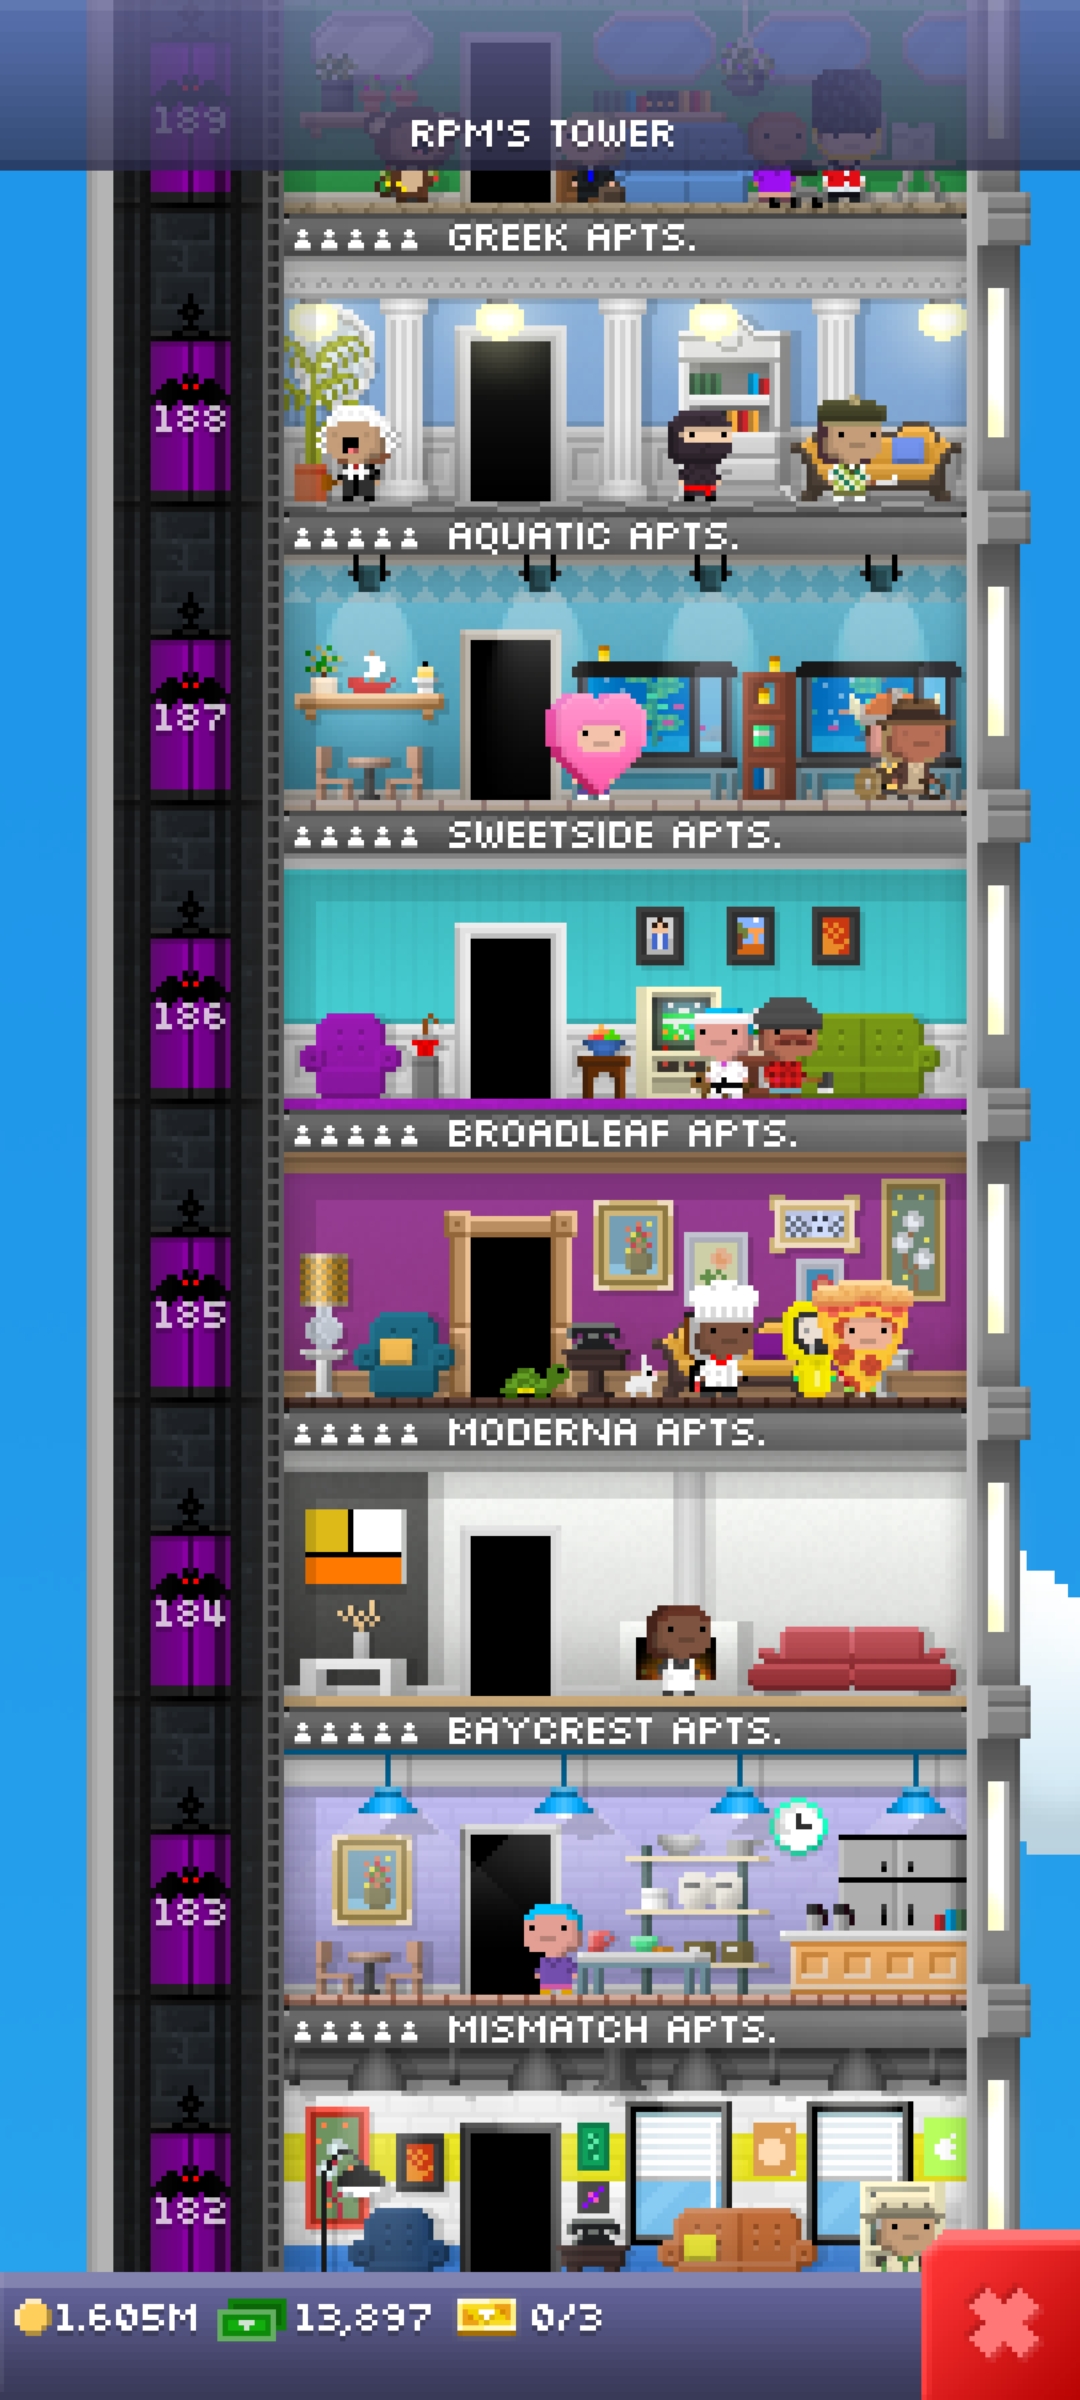 189
RPM'S TOWER
GREEK APTS.
188
AQUATIC APTS.
187
SWEETSIDE APTS.
186
BROADLEAF APTS.
185
MODERNA APTS.
184
BAYCREST APTS.
183
MISMATCH APTS.
182
1.605M 13,897 0/3